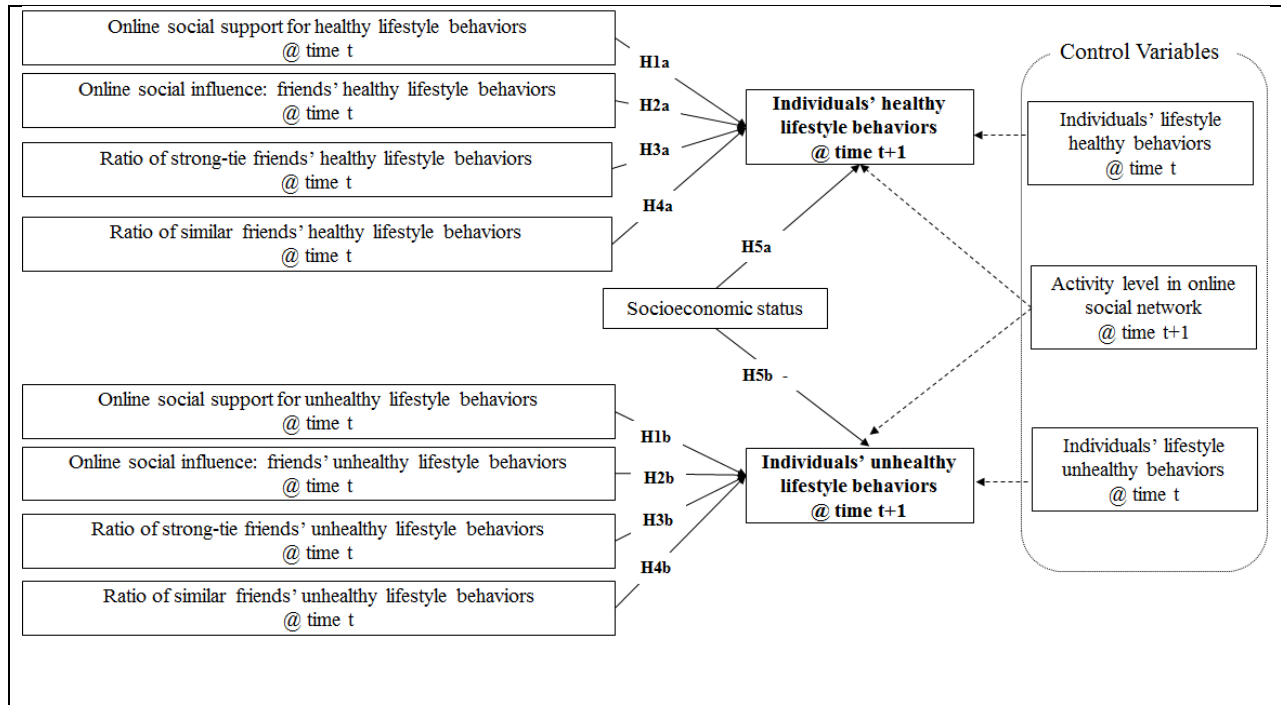 Online social support for healthy lifestyle behaviors
@ time t
H1a
Online social influence: friends' healthy lifestyle behaviors
@ time t
H2a
Ratio of strong-tie friends' healthy lifestyle behaviors
@ time t
H3a
Ratio of similar friends' healthy lifestyle behaviors
@ time t
H4a
Individuals' healthy
lifestyle behaviors
@ time t+1
Control Variables
Individuals' lifestyle
healthy behaviors
@ time t
H5a
Socioeconomic status
H5b -
Activity level in online
social network
@ time t+1
Online social support for unhealthy lifestyle behaviors
@ time t
H1b
Online social influence: friends' unhealthy lifestyle behaviors
@ time t
H2b
Ratio of strong-tie friends' unhealthy lifestyle behaviors
@ time t
H3b
Ratio of similar friends' unhealthy lifestyle behaviors
@ time t
H4b
Individuals' unhealthy
lifestyle behaviors
@ time t+1
Individuals' lifestyle
unhealthy behaviors
@ time t